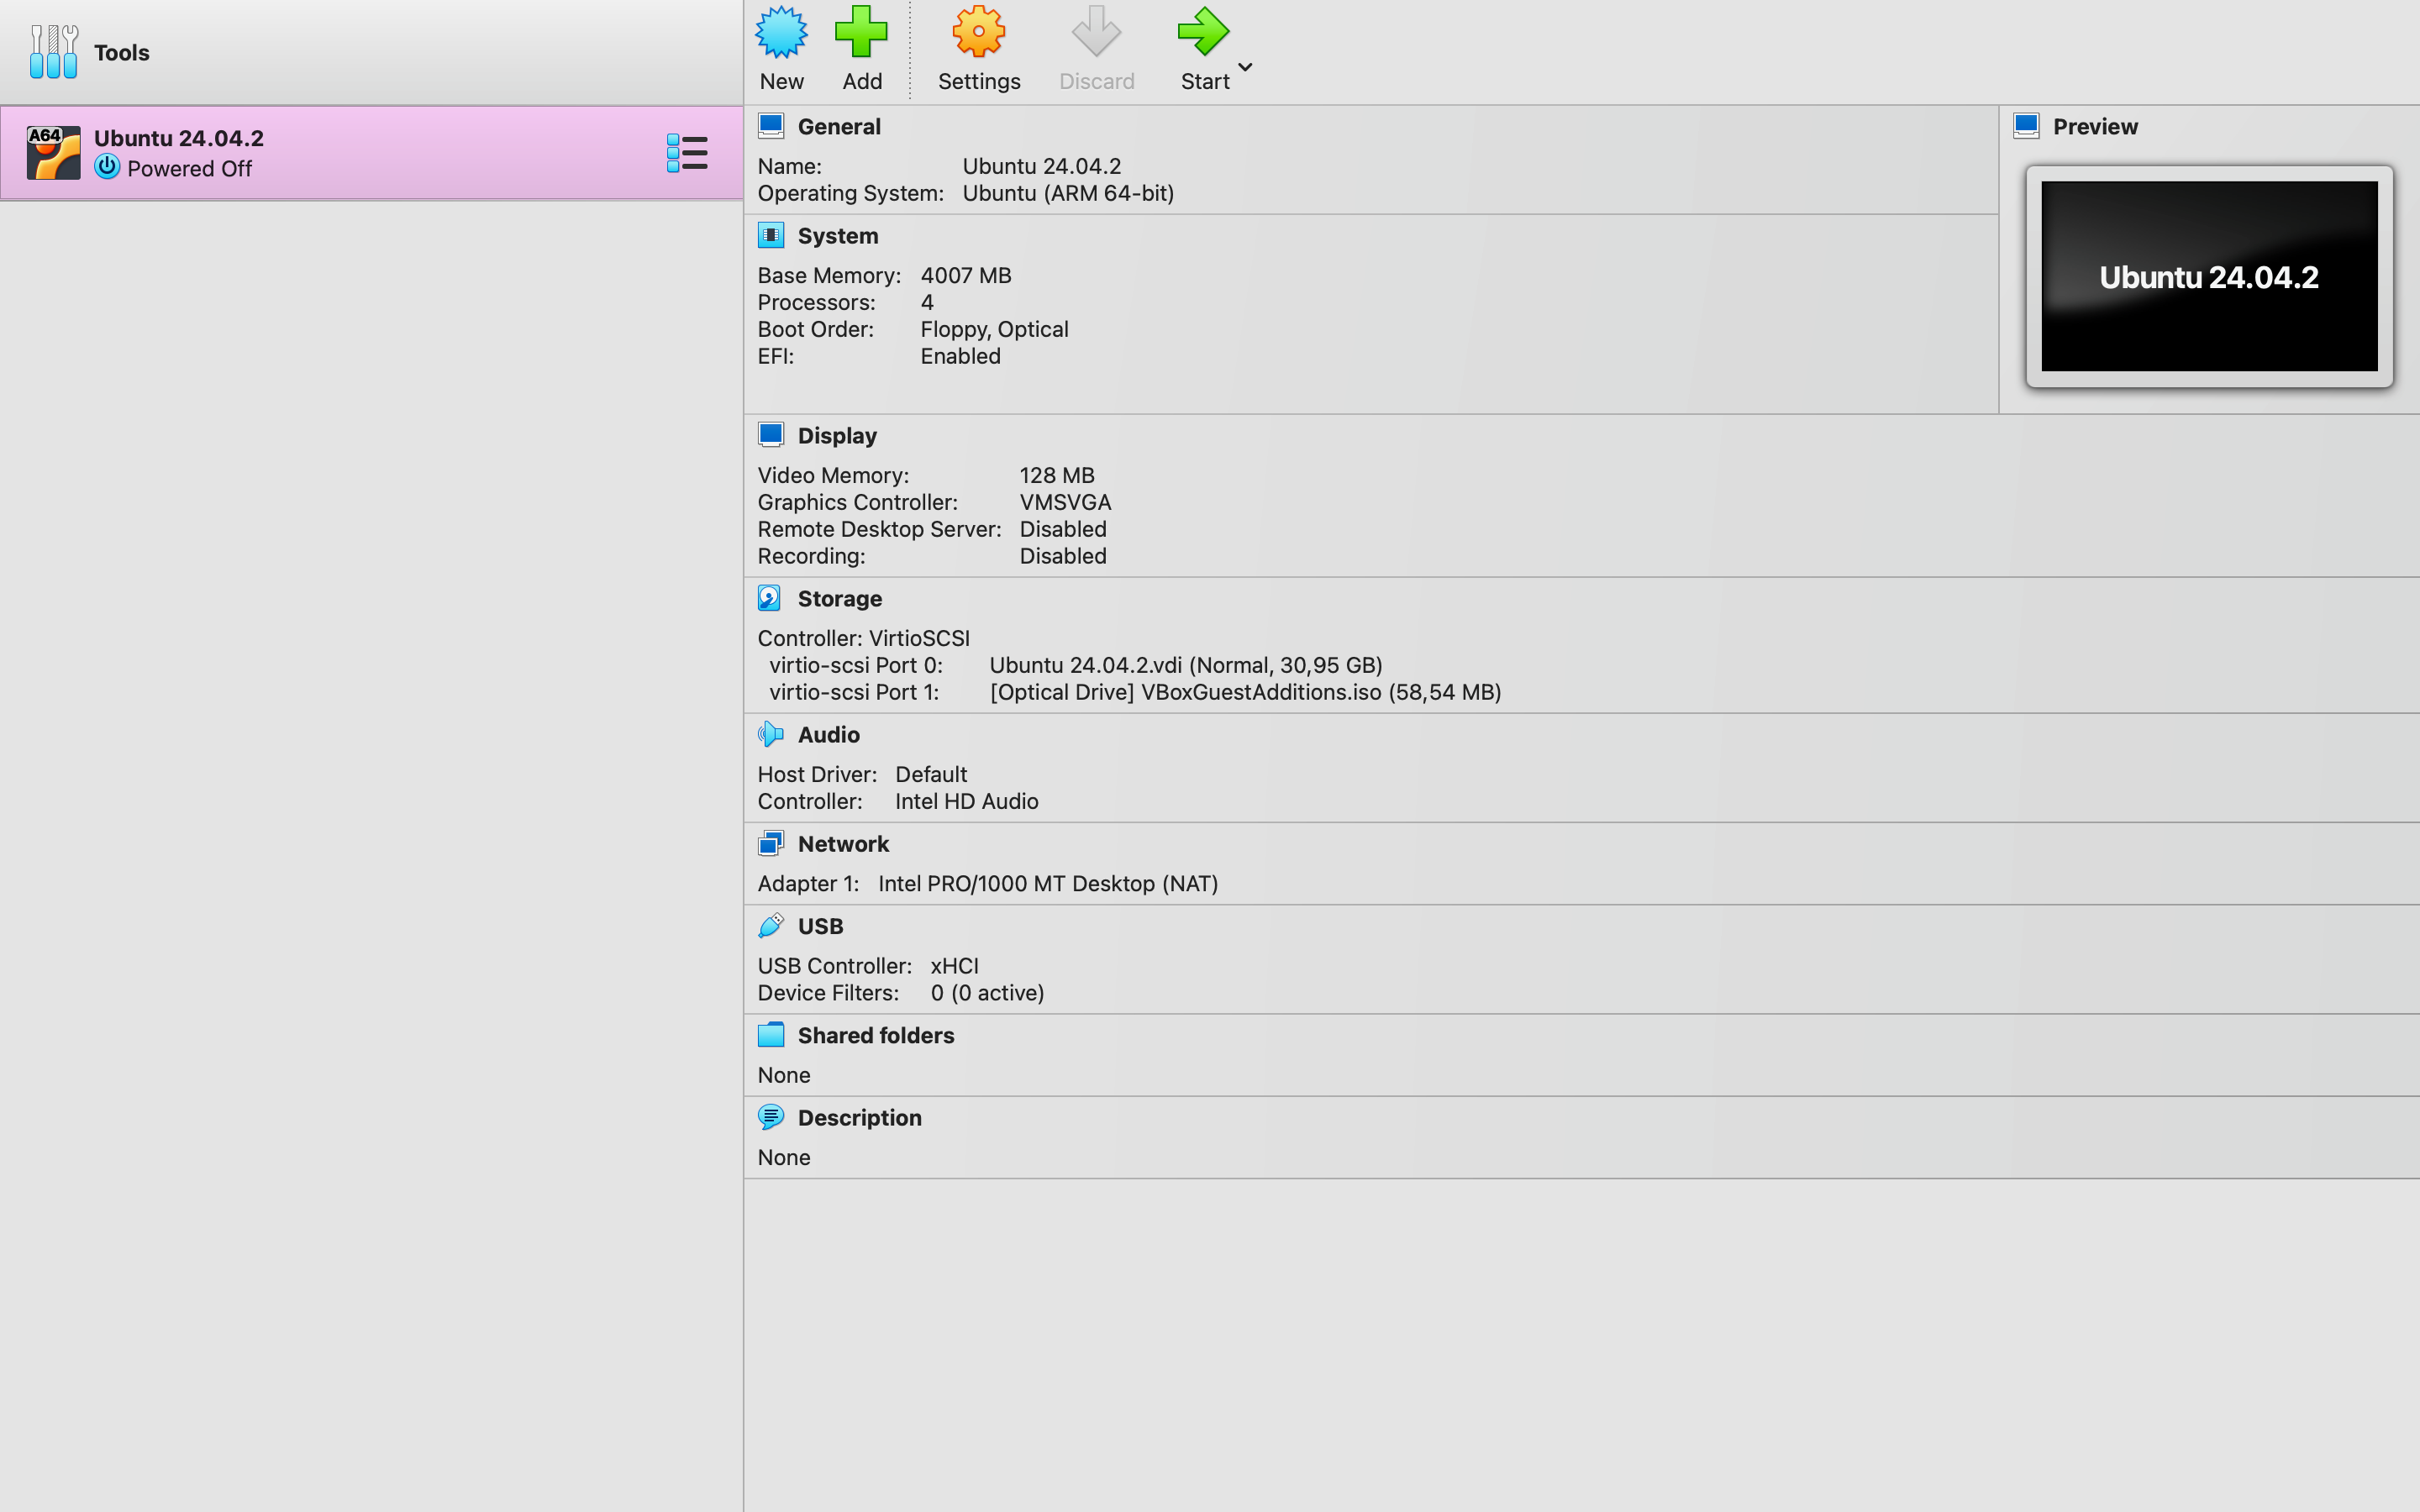 Tools
A64
Ubuntu 24.04.2
Powered Off
New
Add
Settings
Discard
Start
General
Name: Ubuntu 24.04.2
Operating System: Ubuntu (ARM 64-bit)
Preview
Ubuntu 24.04.2
System
Base Memory: 4007 MB
Processors: 4
Boot Order: Floppy, Optical
EFI: Enabled
Display
Video Memory: 128 MB
Graphics Controller: VMSVGA
Remote Desktop Server: Disabled
Recording: Disabled
Storage
Controller: VirtioSCSI
virtio-scsi Port 0: Ubuntu 24.04.2.vdi (Normal, 30,95 GB)
virtio-scsi Port 1: [Optical Drive] VBoxGuestAdditions.iso (58,54 MB)
Audio
Host Driver: Default
Controller: Intel HD Audio
Network
Adapter 1: Intel PRO/1000 MT Desktop (NAT)
USB
USB Controller: xHCI
Device Filters: 0 (0 active)
Shared folders
None
Description
None